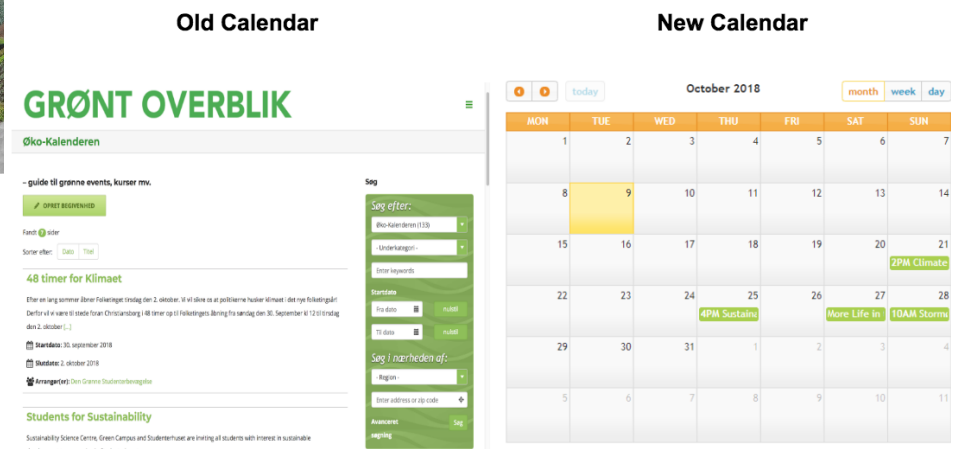 Old Calendar
New Calendar
GRØNT OVERBLIK
Øko-Kalenderen
– guide til grønne events, kurser mv.
OPRET BEGIVENHED
Fandt 7 sider
Sorter efter: Dato Titel
48 timer for Klimaet
Efter en lang sommer åbner Folketinget tirsdag den 2. oktober. Vi vil sikre os at politikerne husker klimaet i det nye folketingsår!
Derfor vil vi være til stede foran Christiansborg i 48 timer op til Folketingets åbning fra søndag den 30. September kl 12 til tirsdag
den 2. oktober [...]
Startdato: 30. september 2018
Slutdato: 2. oktober 2018
Arrangør(er): Den Grønne Studenterbevægelse
Students for Sustainability
Sustainability Science Centre, Green Campus and Studenterhuset are inviting all students with interest in sustainable
Søg
Søg efter:
Øko-Kalenderen (133)
- Underkategori -
Enter keywords
Startdato
Fra dato nulstil
Til dato nulstil
Søg i nærheden af:
- Region -
Enter address or zip code
Avanceret søgning Søg
today
October 2018
month week day
MON TUE WED THU FRI SAT SUN
1 2 3 4 5 6 7
8 9 10 11 12 13 14
15 16 17 18 19 20 21
2PM Climate
22 23 24 25 26 27 28
4PM Sustaina More Life in 10AM Stormu
29 30 31 1 2 3 4
5 6 7 8 9 10 11